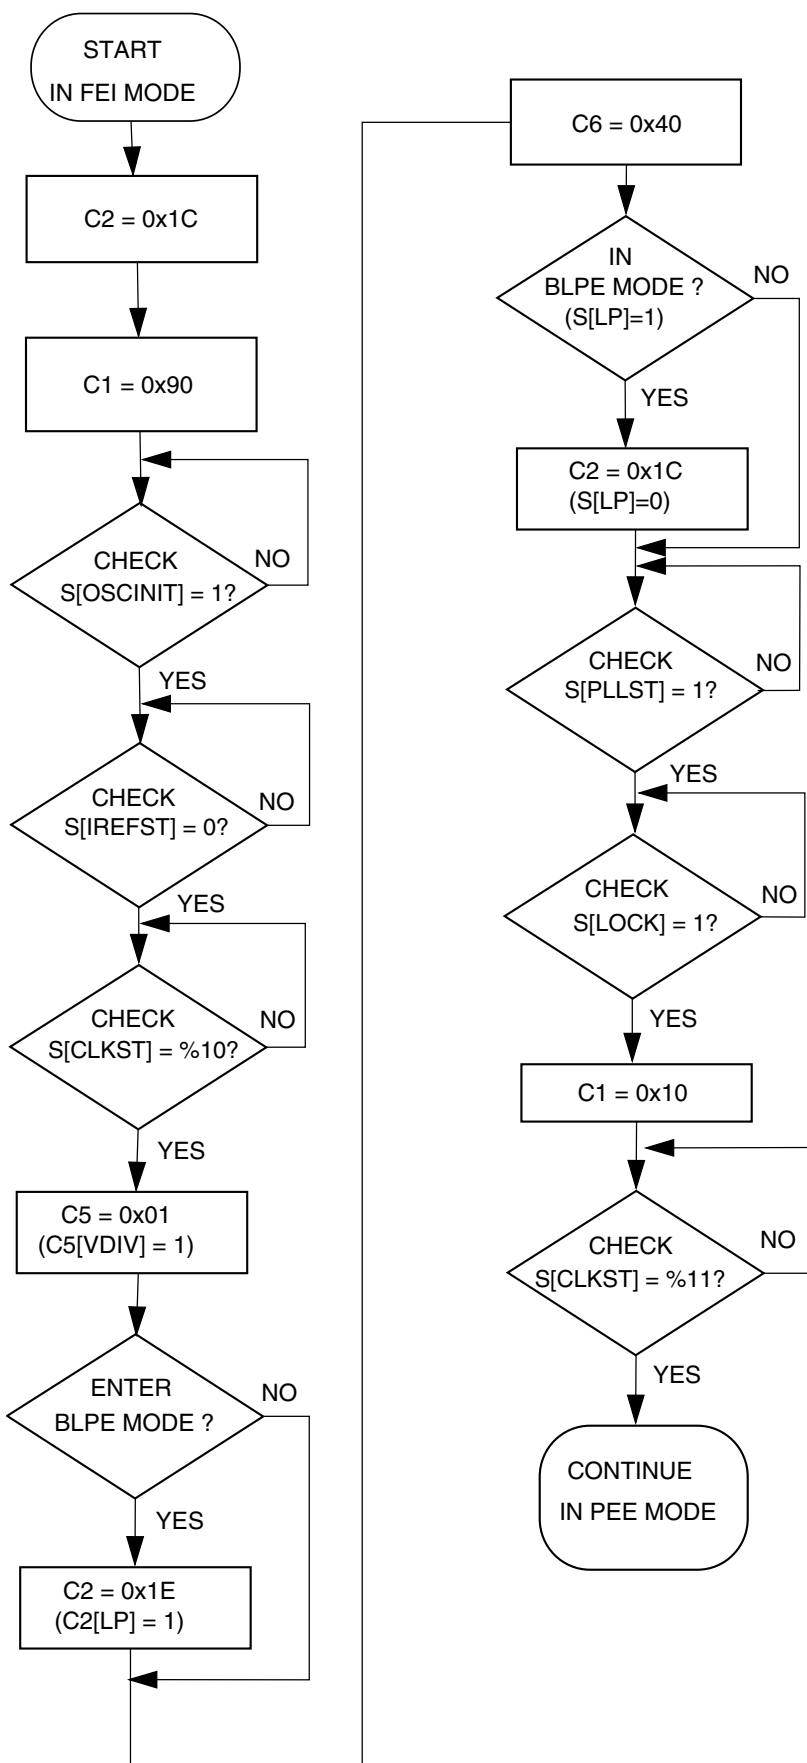 START
IN FEI MODE
C2 = 0x1C
C1 = 0x90
CHECK
S[OSCINIT] = 1?
NO
YES
CHECK
S[IREFST] = 0?
NO
YES
CHECK
S[CLKST] = %10?
NO
YES
C5 = 0x01
(C5[VDIV] = 1)
ENTER
BLPE MODE ?
NO
YES
C2 = 0x1E
(C2[LP] = 1)
C6 = 0x40
IN
BLPE MODE ?
(S[LP]=1)
NO
YES
C2 = 0x1C
(S[LP]=0)
CHECK
S[PLLST] = 1?
NO
YES
CHECK
S[LOCK] = 1?
NO
YES
C1 = 0x10
CHECK
S[CLKST] = %11?
NO
YES
CONTINUE
IN PEE MODE